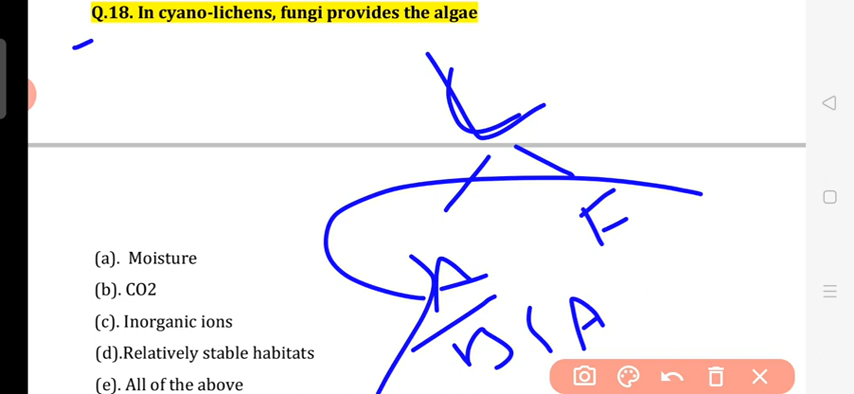 Q.18. In cyano-lichens, fungi provides the algae
L
F
A
B/A
(a). Moisture
(b). CO2
(c). Inorganic ions
(d).Relatively stable habitats
(e). All of the above